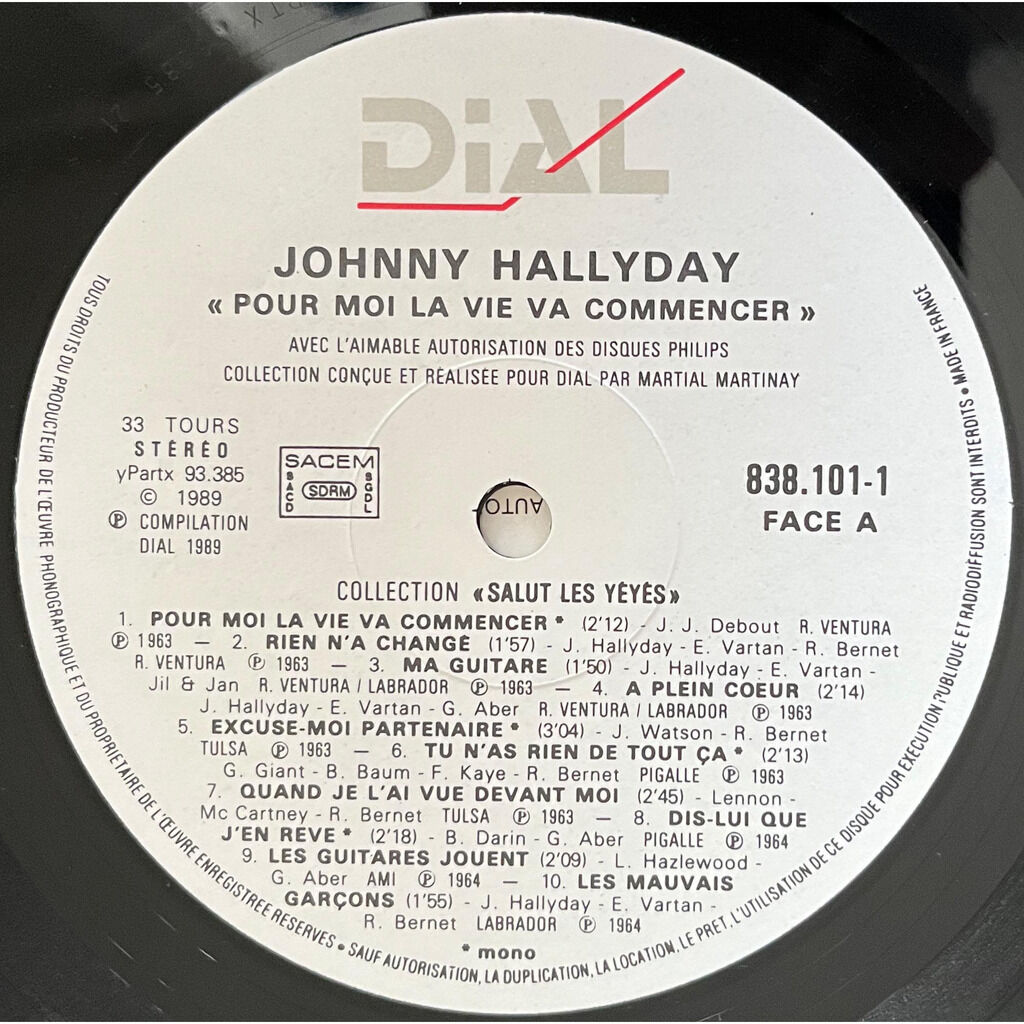 DiAL
JOHNNY HALLYDAY
« POUR MOI LA VIE VA COMMENCER »
AVEC L'AIMABLE AUTORISATION DES DISQUES PHILIPS
COLLECTION CONÇUE ET RÉALISÉE POUR DIAL PAR MARTIAL MARTINAY
33 TOURS
STÉRÉO
yPartx 93.385
© 1989
℗ COMPILATION
DIAL 1989
SACEM
SACD
SDRM
SGDL
838.101-1
FACE A
AUTO
COLLECTION «SALUT LES YÉYÉS»
1. POUR MOI LA VIE VA COMMENCER * (2'12) - J. J. Debout R. VENTURA
℗ 1963 — 2. RIEN N'A CHANGÉ (1'57) - J. Hallyday - E. Vartan - R. Bernet
R. VENTURA ℗ 1963 — 3. MA GUITARE (1'50) - J. Hallyday - E. Vartan -
Jil & Jan R. VENTURA / LABRADOR ℗ 1963 — 4. A PLEIN COEUR (2'14)
J. Hallyday - E. Vartan - G. Aber R. VENTURA / LABRADOR ℗ 1963
5. EXCUSE-MOI PARTENAIRE * (3'04) - J. Watson - R. Bernet
TULSA ℗ 1963 — 6. TU N'AS RIEN DE TOUT ÇA * (2'13)
G. Giant - B. Baum - F. Kaye - R. Bernet PIGALLE ℗ 1963
7. QUAND JE L'AI VUE DEVANT MOI (2'45) - Lennon -
Mc Cartney - R. Bernet TULSA ℗ 1963 — 8. DIS-LUI QUE
J'EN REVE * (2'18) - B. Darin - G. Aber PIGALLE ℗ 1964
9. LES GUITARES JOUENT (2'09) - L. Hazlewood -
G. Aber AMI ℗ 1964 — 10. LES MAUVAIS
GARÇONS (1'55) - J. Hallyday - E. Vartan -
R. Bernet LABRADOR ℗ 1964
* mono
TOUS DROITS DU PRODUCTEUR DE L'ŒUVRE PHONOGRAPHIQUE ET DU PROPRIETAIRE DE L'ŒUVRE ENREGISTREE RESERVES • SAUF AUTORISATION, LA DUPLICATION, LA LOCATION, LE PRET, L'UTILISATION DE CE DISQUE POUR EXECUTION PUBLIQUE ET RADIODIFFUSION SONT INTERDITS • MADE IN FRANCE